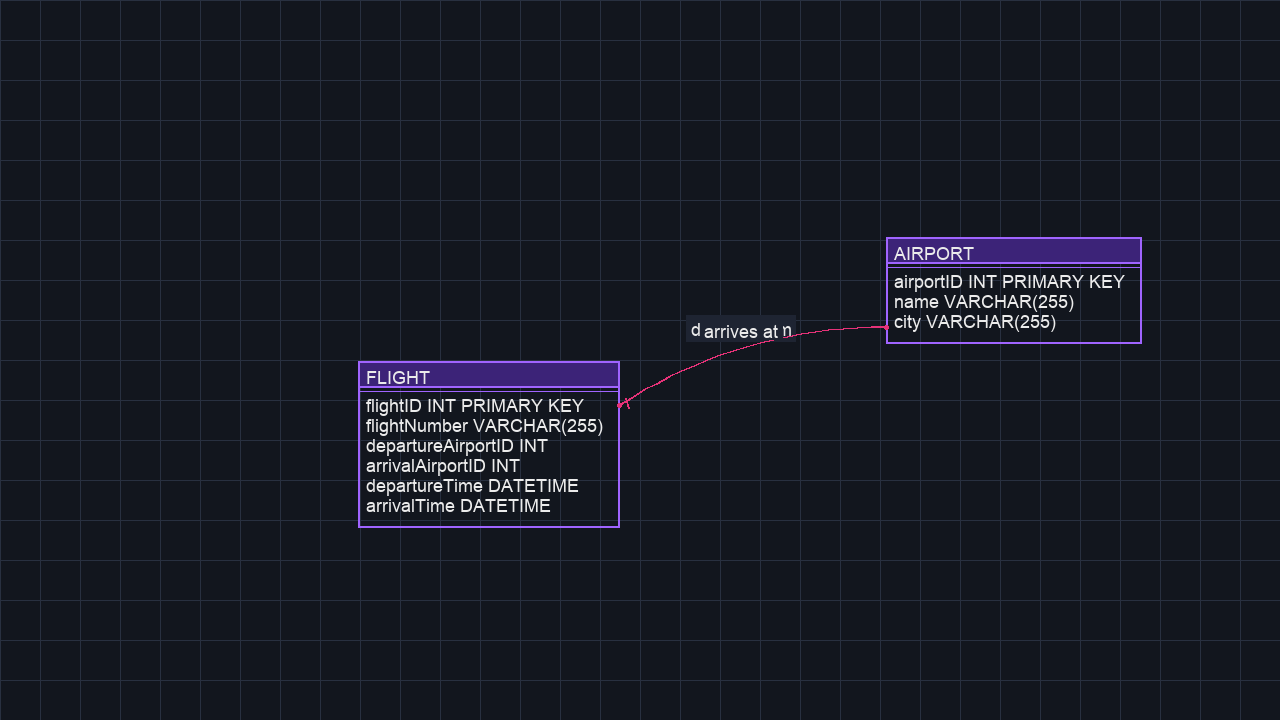 AIRPORT
airportID INT PRIMARY KEY
name VARCHAR(255)
city VARCHAR(255)
arrives at
FLIGHT
flightID INT PRIMARY KEY
flightNumber VARCHAR(255)
departureAirportID INT
arrivalAirportID INT
departureTime DATETIME
arrivalTime DATETIME